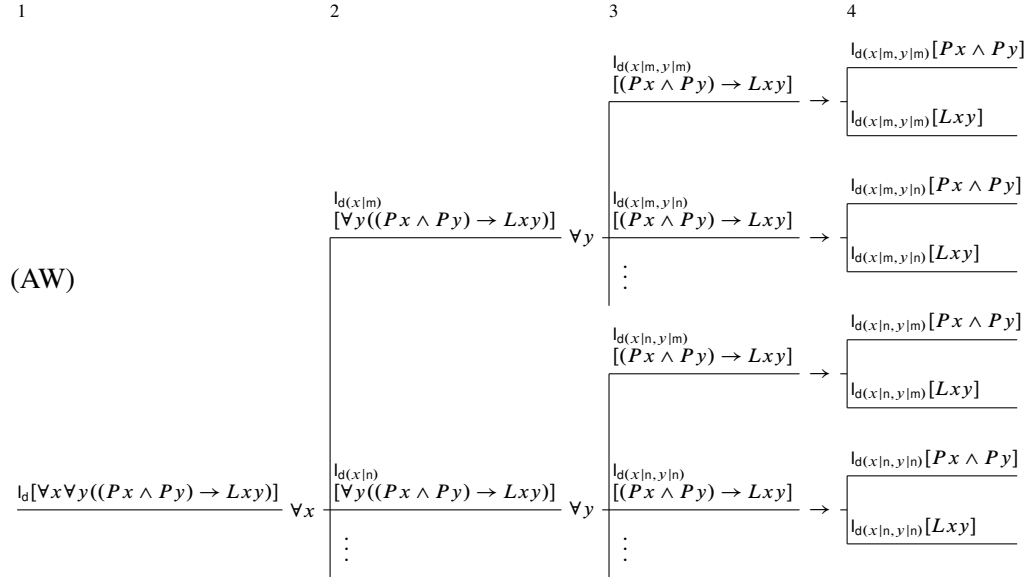 1 2 3 4
I_d(x|m,y|m)[Px ∧ Py]
I_d(x|m,y|m)
[(Px ∧ Py) → Lxy] →
I_d(x|m,y|m)[Lxy]
I_d(x|m,y|n)[Px ∧ Py]
I_d(x|m) I_d(x|m,y|n)
[∀y((Px ∧ Py) → Lxy)] ∀y [(Px ∧ Py) → Lxy] →
I_d(x|m,y|n)[Lxy]
(AW) ⋮
I_d(x|n,y|m)[Px ∧ Py]
I_d(x|n,y|m)
[(Px ∧ Py) → Lxy] →
I_d(x|n,y|m)[Lxy]
I_d(x|n,y|n)[Px ∧ Py]
I_d(x|n) I_d(x|n,y|n)
I_d[∀x∀y((Px ∧ Py) → Lxy)] ∀x [∀y((Px ∧ Py) → Lxy)] ∀y [(Px ∧ Py) → Lxy] →
I_d(x|n,y|n)[Lxy]
⋮ ⋮